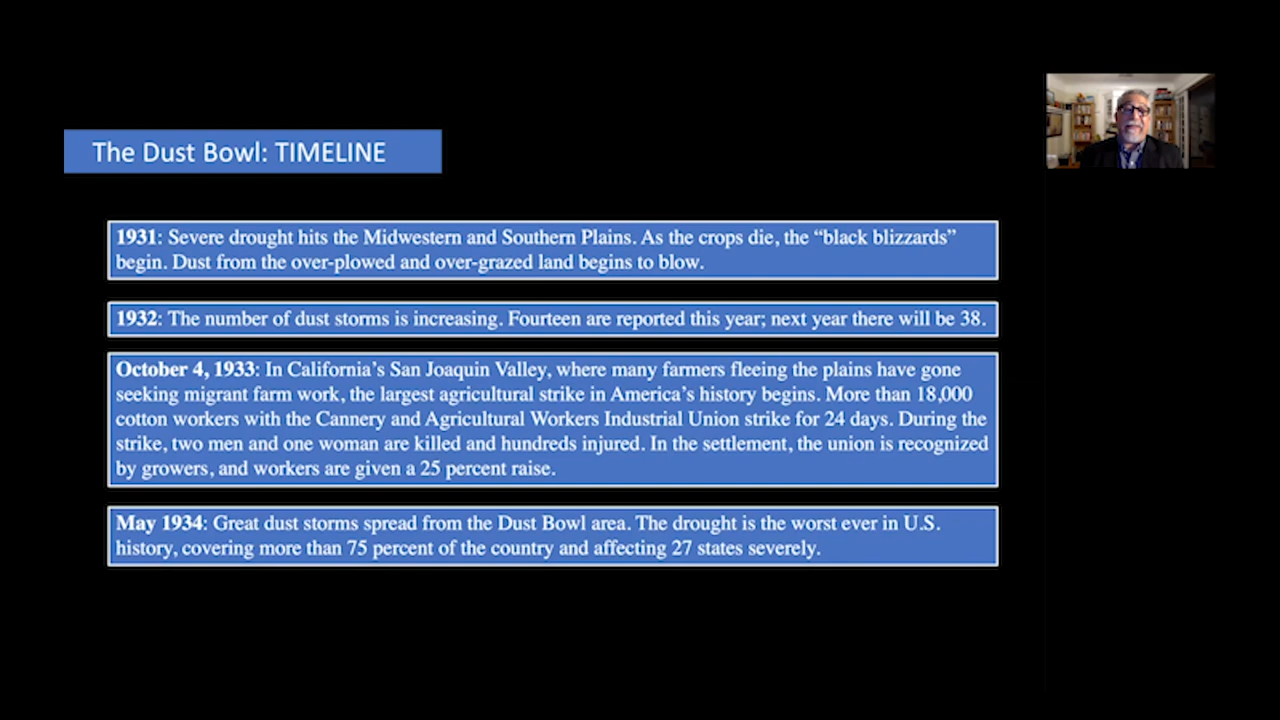 The Dust Bowl: TIMELINE
1931: Severe drought hits the Midwestern and Southern Plains. As the crops die, the “black blizzards”
begin. Dust from the over-plowed and over-grazed land begins to blow.
1932: The number of dust storms is increasing. Fourteen are reported this year; next year there will be 38.
October 4, 1933: In California’s San Joaquin Valley, where many farmers fleeing the plains have gone
seeking migrant farm work, the largest agricultural strike in America’s history begins. More than 18,000
cotton workers with the Cannery and Agricultural Workers Industrial Union strike for 24 days. During the
strike, two men and one woman are killed and hundreds injured. In the settlement, the union is recognized
by growers, and workers are given a 25 percent raise.
May 1934: Great dust storms spread from the Dust Bowl area. The drought is the worst ever in U.S.
history, covering more than 75 percent of the country and affecting 27 states severely.